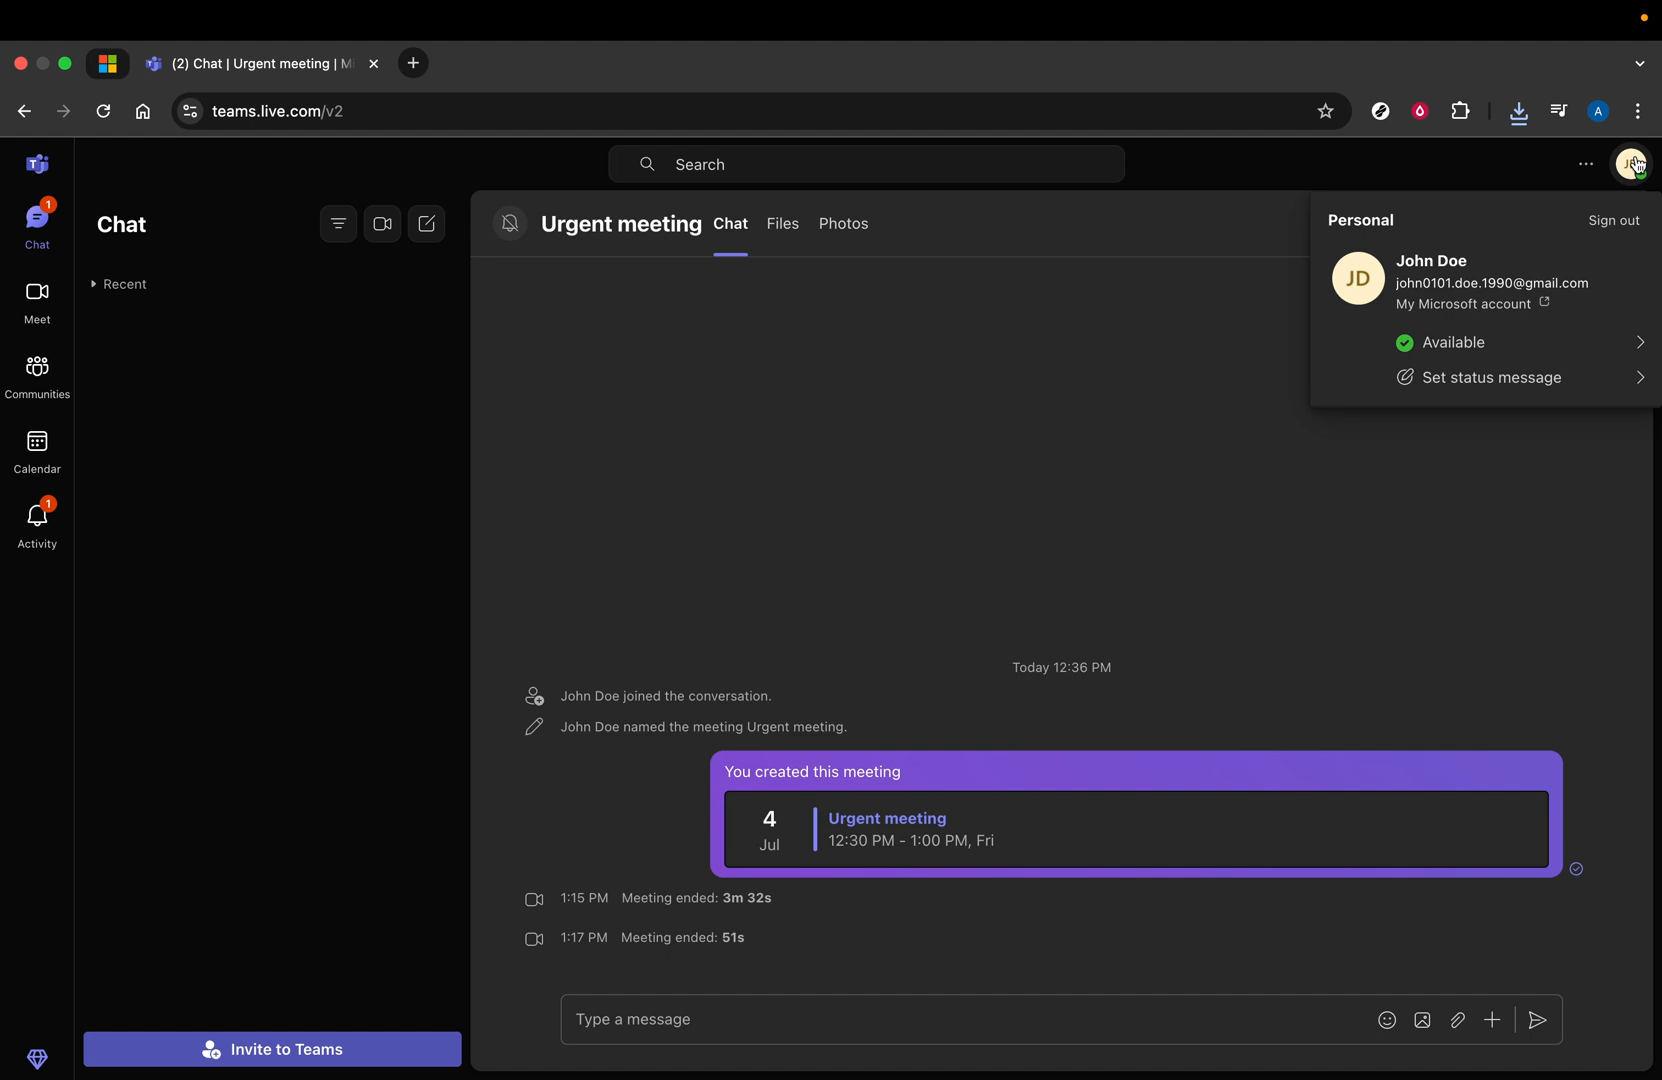 (2) Chat | Urgent meeting | M
teams.live.com/v2
A
Search
1
Chat
Meet
Communities
Calendar
1
Activity
Chat
Recent
Invite to Teams
Urgent meeting Chat Files Photos
Personal Sign out
JD
John Doe
john0101.doe.1990@gmail.com
My Microsoft account
Available
Set status message
Today 12:36 PM
John Doe joined the conversation.
John Doe named the meeting Urgent meeting.
You created this meeting
4
Jul
Urgent meeting
12:30 PM - 1:00 PM, Fri
1:15 PM Meeting ended: 3m 32s
1:17 PM Meeting ended: 51s
Type a message